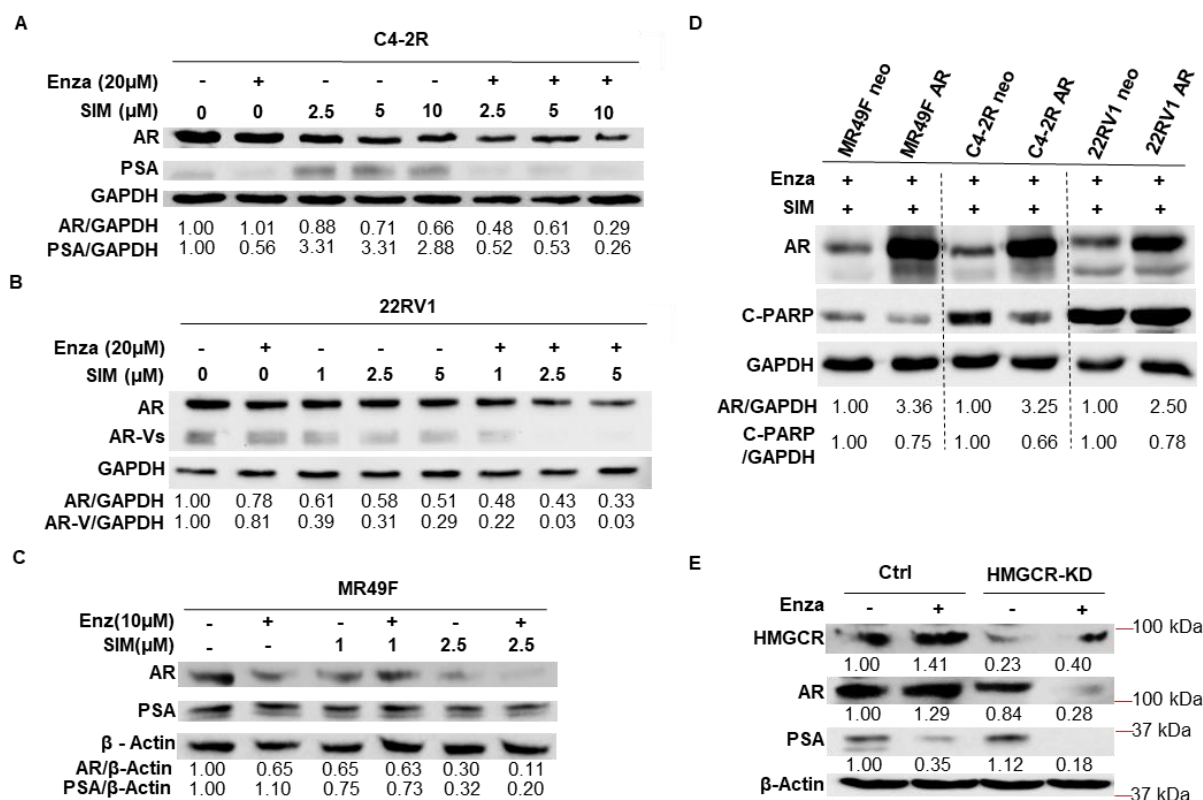 A
C4-2R
Enza (20µM) - + - - - + + +
SIM (µM) 0 0 2.5 5 10 2.5 5 10
AR
PSA
GAPDH
AR/GAPDH 1.00 1.01 0.88 0.71 0.66 0.48 0.61 0.29
PSA/GAPDH 1.00 0.56 3.31 3.31 2.88 0.52 0.53 0.26
B
22RV1
Enza (20µM) - + - - - + + +
SIM (µM) 0 0 1 2.5 5 1 2.5 5
AR
AR-Vs
GAPDH
AR/GAPDH 1.00 0.78 0.61 0.58 0.51 0.48 0.43 0.33
AR-V/GAPDH 1.00 0.81 0.39 0.31 0.29 0.22 0.03 0.03
C
MR49F
Enz(10µM) - + - + - +
SIM(µM) - - 1 1 2.5 2.5
AR
PSA
β - Actin
AR/β-Actin 1.00 0.65 0.65 0.63 0.30 0.11
PSA/β-Actin 1.00 1.10 0.75 0.73 0.32 0.20
D
MR49F neo MR49F AR C4-2R neo C4-2R AR 22RV1 neo 22RV1 AR
Enza + + + + + +
SIM + + + + + +
AR
C-PARP
GAPDH
AR/GAPDH 1.00 3.36 1.00 3.25 1.00 2.50
C-PARP
/GAPDH 1.00 0.75 1.00 0.66 1.00 0.78
E
Ctrl HMGCR-KD
Enza - + - +
HMGCR 100 kDa
1.00 1.41 0.23 0.40
AR 100 kDa
1.00 1.29 0.84 0.28
PSA 37 kDa
1.00 0.35 1.12 0.18
β-Actin 37 kDa